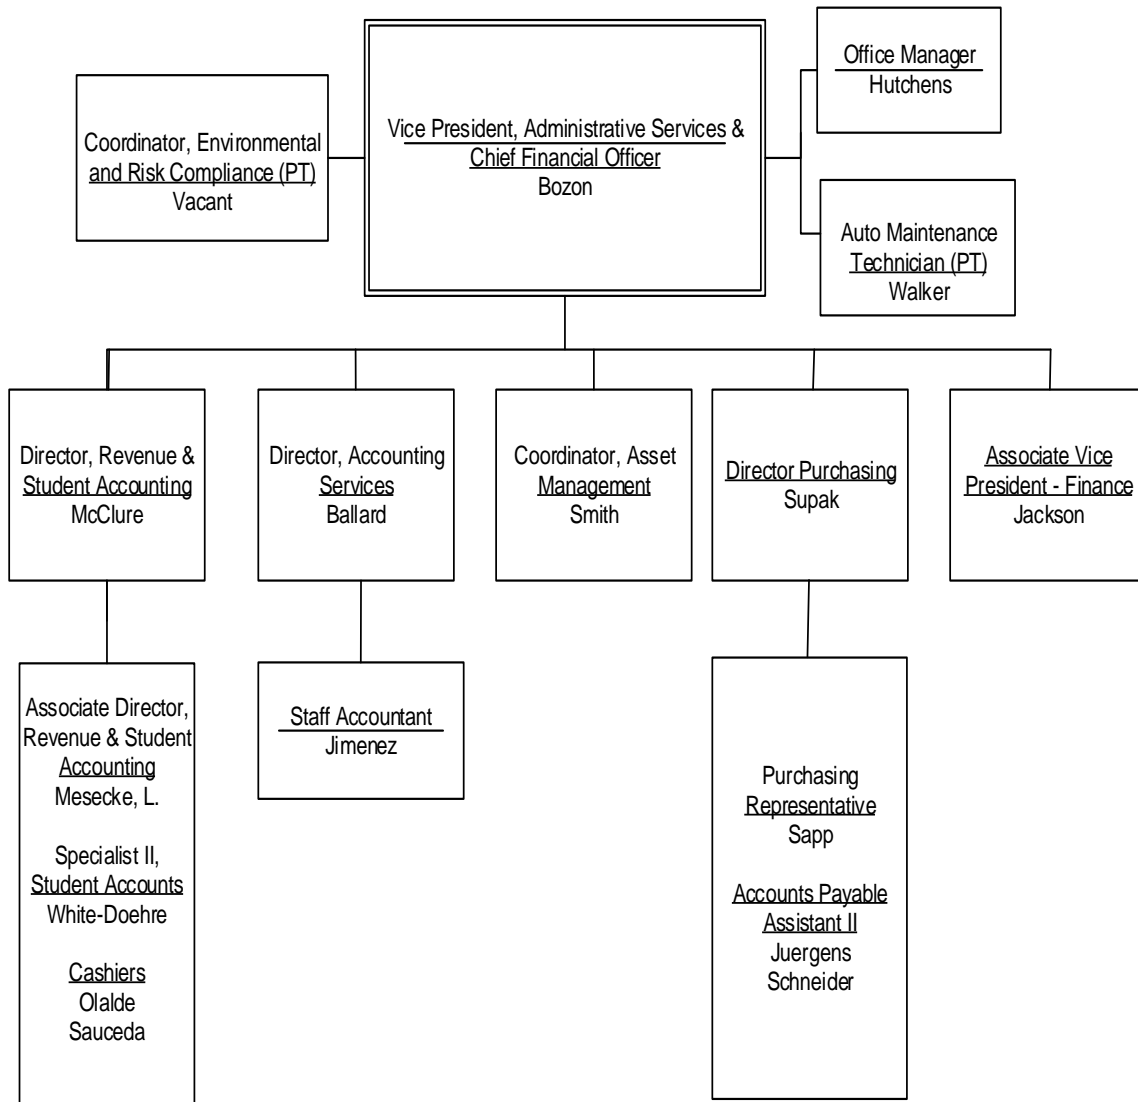 Office Manager
Hutchens
Coordinator, Environmental
and Risk Compliance (PT)
Vacant
Vice President, Administrative Services &
Chief Financial Officer
Bozon
Auto Maintenance
Technician (PT)
Walker
Director, Revenue &
Student Accounting
McClure
Director, Accounting
Services
Ballard
Coordinator, Asset
Management
Smith
Director Purchasing
Supak
Associate Vice
President - Finance
Jackson
Associate Director,
Revenue & Student
Accounting
Mesecke, L.
Specialist II,
Student Accounts
White-Doehre
Cashiers
Olalde
Sauceda
Staff Accountant
Jimenez
Purchasing
Representative
Sapp
Accounts Payable
Assistant II
Juergens
Schneider